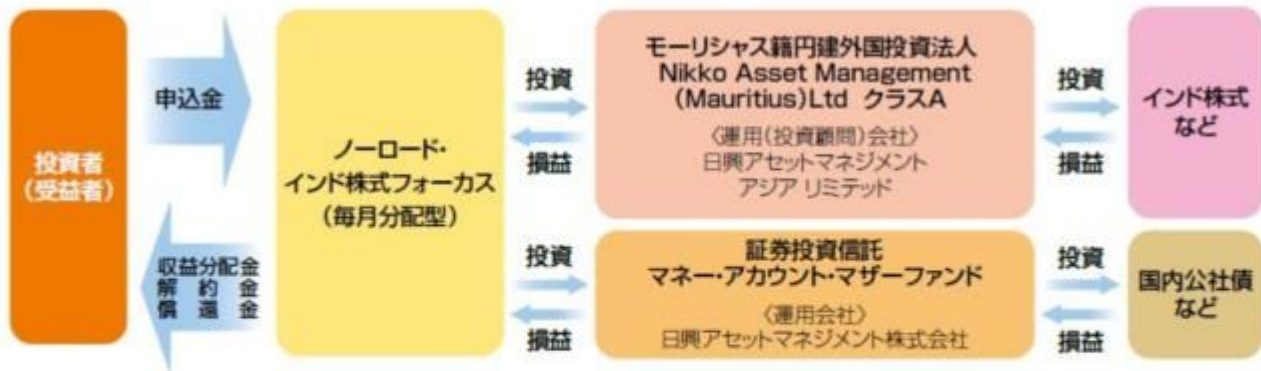 投資者
(受益者)
申込金
収益分配金
解約金
償還金
ノーロード・
インド株式フォーカス
(毎月分配型)
投資
損益
モーリシャス籍円建外国投資法人
Nikko Asset Management
(Mauritius)Ltd クラスA
〈運用(投資顧問)会社〉
日興アセットマネジメント
アジア リミテッド
投資
損益
インド株式
など
投資
損益
証券投資信託
マネー・アカウント・マザーファンド
〈運用会社〉
日興アセットマネジメント株式会社
投資
損益
国内公社債
など